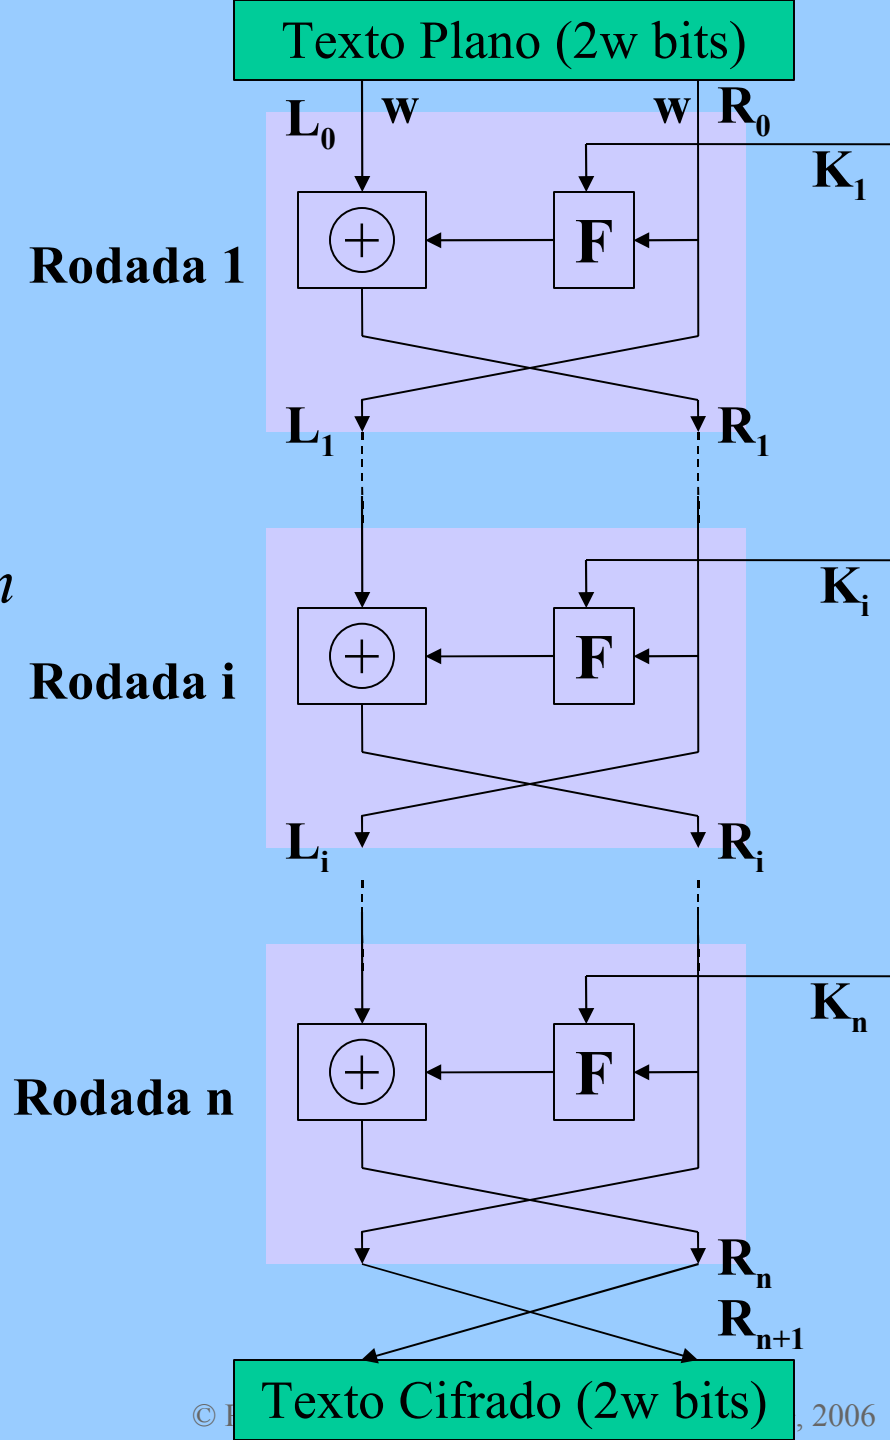 Texto Plano (2w bits)
L0 w w R0
K1
F
Rodada 1
L1 R1
Ki
n
F
Rodada i
Li Ri
Kn
F
Rodada n
Rn
Rn+1
Texto Cifrado (2w bits)
© , 2006